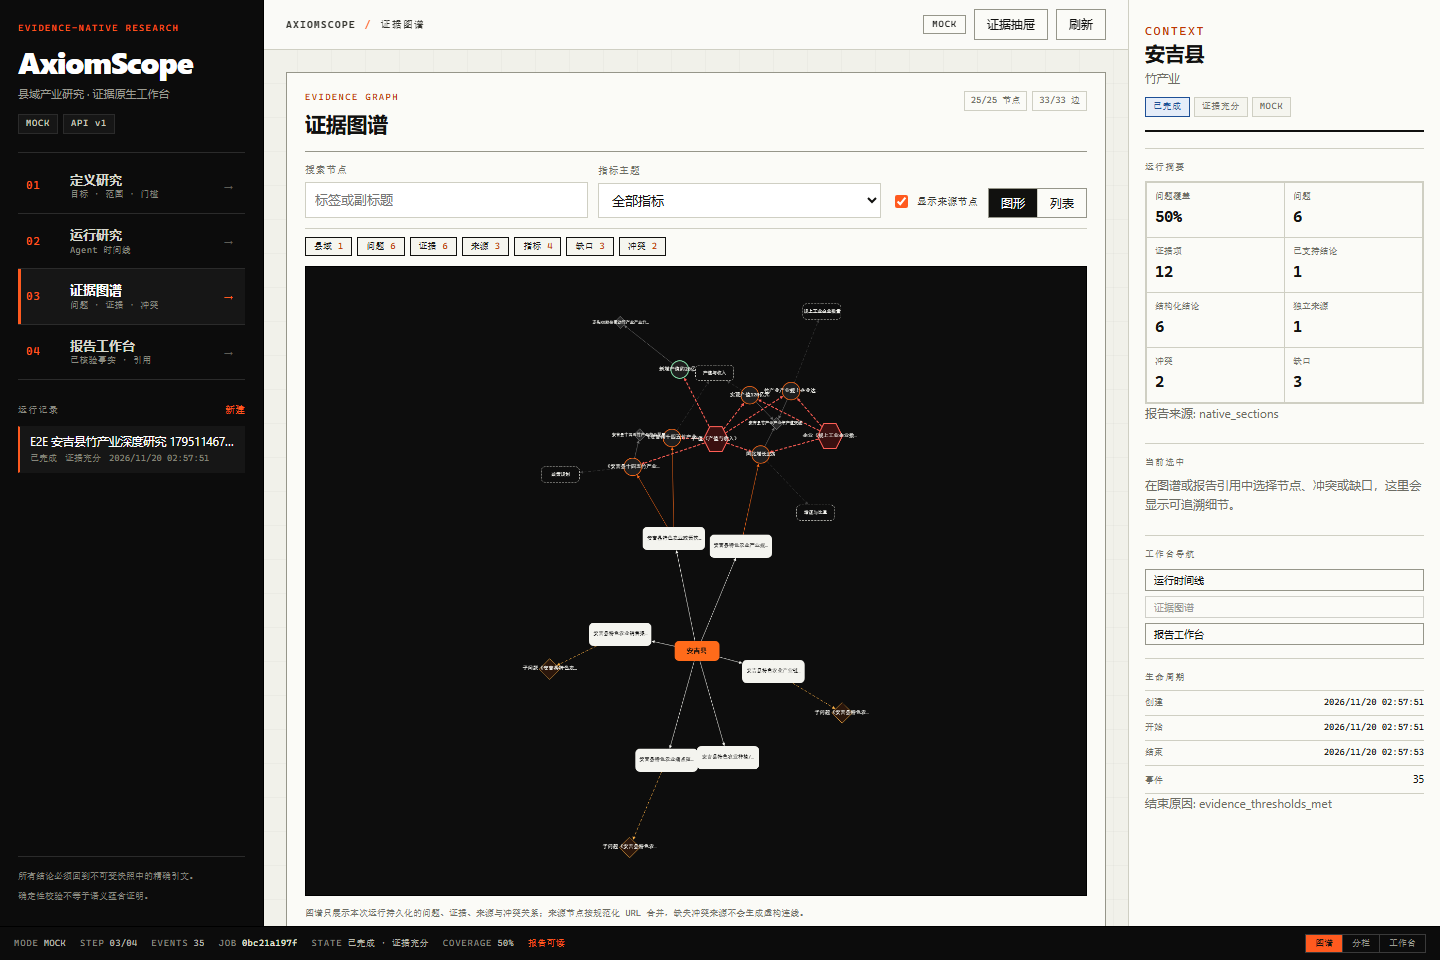 EVIDENCE-NATIVE RESEARCH
AxiomScope
县域产业研究 · 证据原生工作台
MOCK
API v1
01 定义研究 →
目标 · 范围 · 门槛
02 运行研究 →
Agent 时间线
03 证据图谱 →
问题 · 证据 · 冲突
04 报告工作台 →
已核验事实 · 引用
运行记录 新建
E2E 安吉县竹产业深度研究 179511467...
已完成 证据充分 2026/11/20 02:57:51
所有结论必须回到不可变快照中的精确引文。
确定性校验不等于语义蕴含证明。
AXIOMSCOPE / 证据图谱
MOCK
证据抽屉
刷新
EVIDENCE GRAPH
证据图谱
25/25 节点
33/33 边
搜索节点
标签或副标题
指标主题
全部指标
显示来源节点
图形
列表
县域 1
问题 6
证据 6
来源 3
指标 4
缺口 3
冲突 2
产值与收入
安吉县
图谱只展示本次运行持久化的问题、证据、来源与冲突关系；来源节点按规范化 URL 合并，缺失冲突来源不会生成虚构连线。
CONTEXT
安吉县
竹产业
已完成
证据充分
MOCK
运行摘要
问题覆盖
50%
问题
6
证据项
12
已支持结论
1
结构化结论
6
独立来源
1
冲突
2
缺口
3
报告来源: native_sections
当前选中
在图谱或报告引用中选择节点、冲突或缺口，这里会
显示可追溯细节。
工作台导航
运行时间线
证据图谱
报告工作台
生命周期
创建 2026/11/20 02:57:51
开始 2026/11/20 02:57:51
结束 2026/11/20 02:57:53
事件 35
结束原因: evidence_thresholds_met
MODE MOCK STEP 03/04 EVENTS 35 JOB 0bc21a197f STATE 已完成 · 证据充分 COVERAGE 50% 报告可读
图谱
分栏
工作台